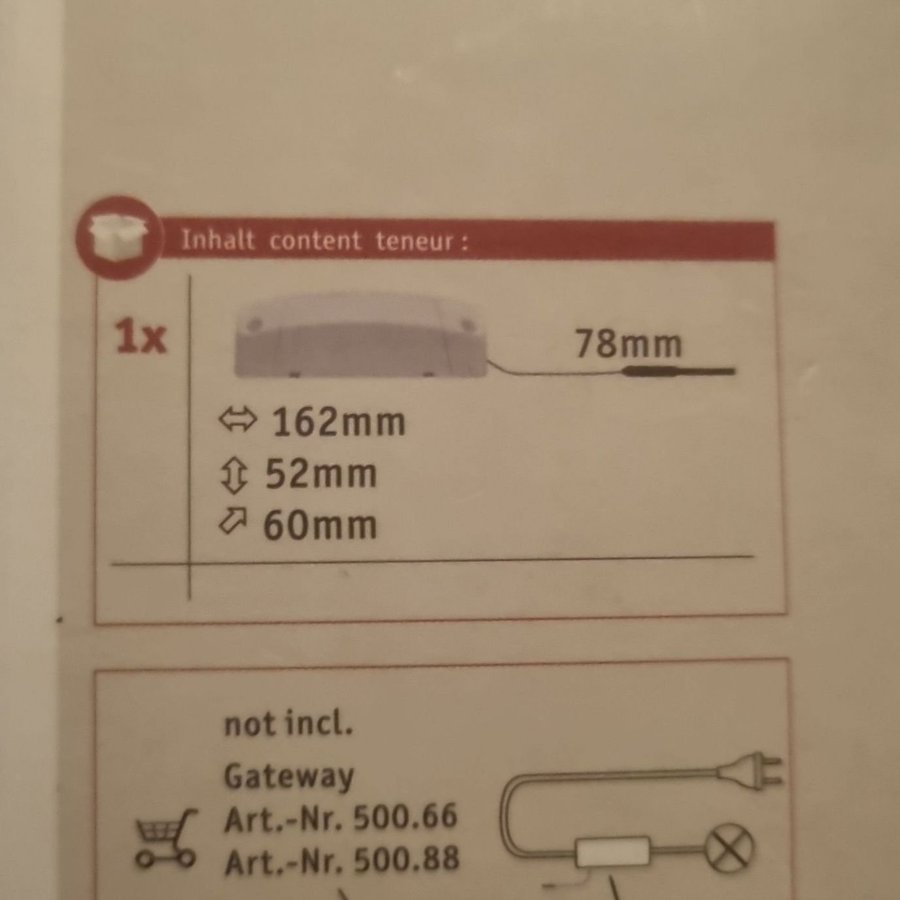 Inhalt content teneur:
1x
78mm
162mm
52mm
60mm
not incl.
Gateway
Art.-Nr. 500.66
Art.-Nr. 500.88